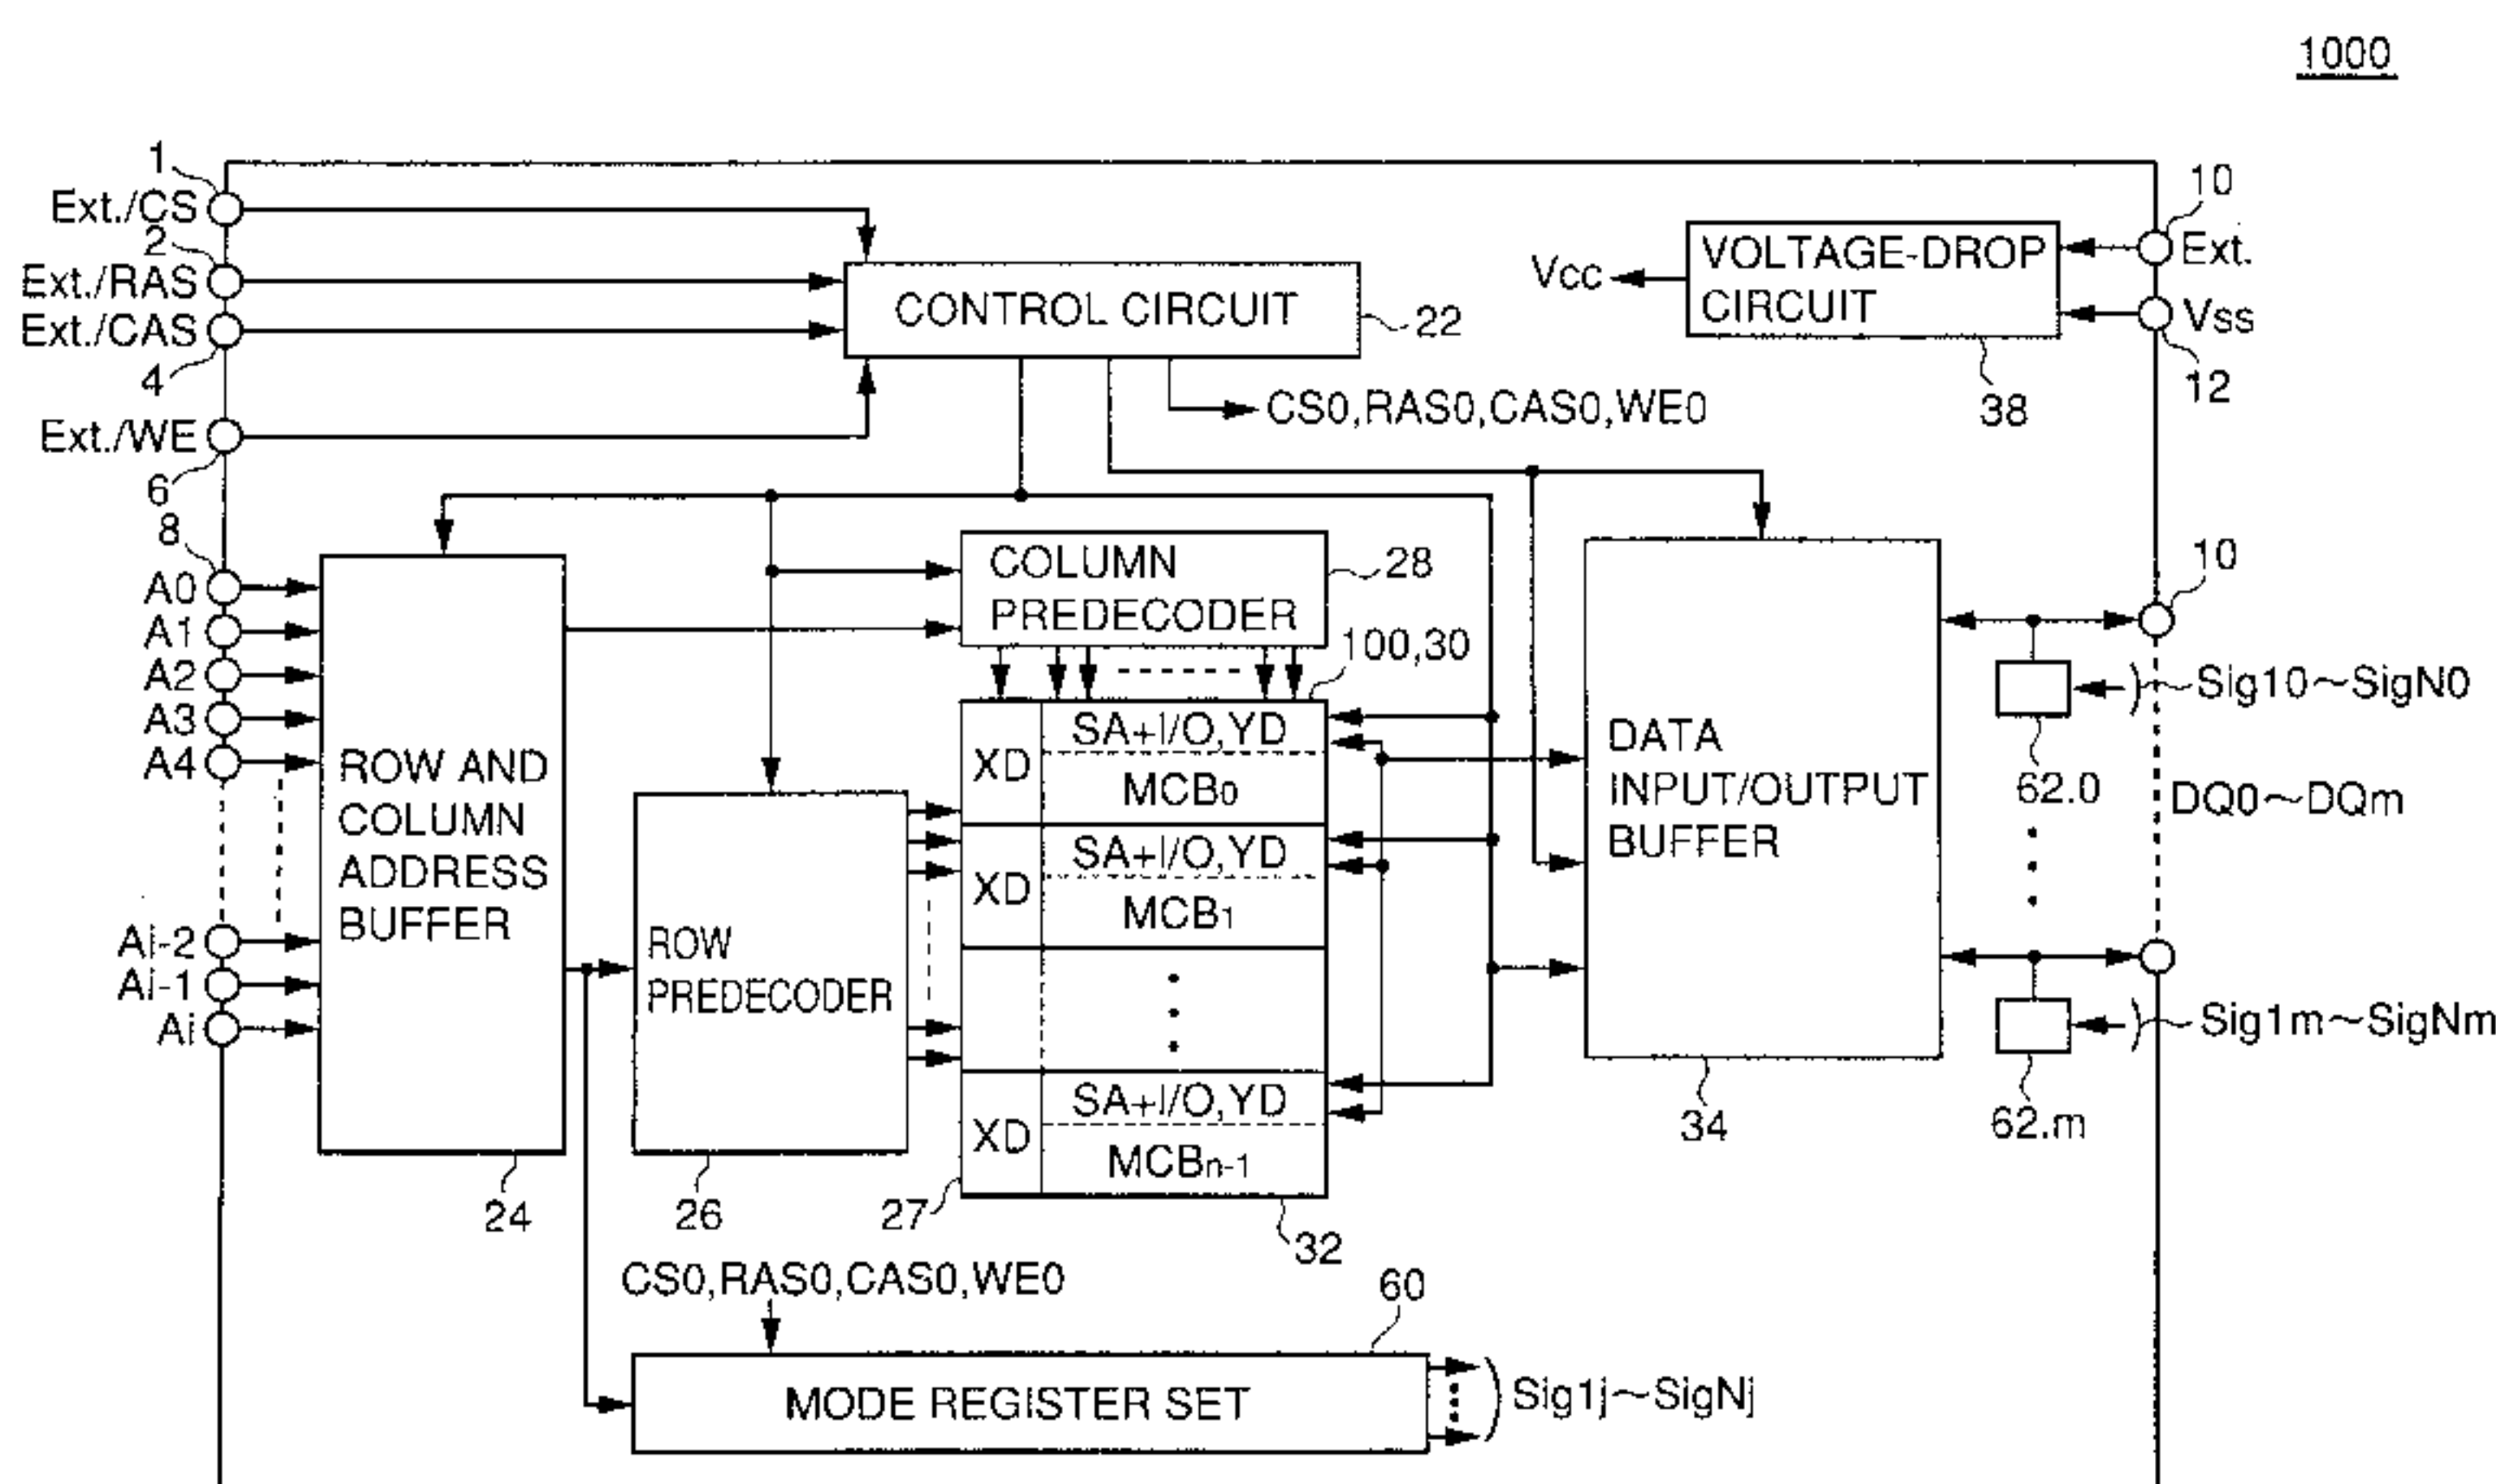 1000
1
Ext./CS
2
Ext./RAS
Ext./CAS
4
Ext./WE
6
8
CONTROL CIRCUIT
22
CS0,RAS0,CAS0,WE0
Vcc
VOLTAGE-DROP
CIRCUIT
38
10
Ext.
Vss
12
A0
A1
A2
A3
A4
Ai-2
Ai-1
Ai
ROW AND
COLUMN
ADDRESS
BUFFER
24
COLUMN
PREDECODER
28
100,30
ROW
PREDECODER
26
XD
SA+I/O,YD
MCB0
XD
SA+I/O,YD
MCB1
XD
SA+I/O,YD
MCBn-1
27
32
DATA
INPUT/OUTPUT
BUFFER
34
10
Sig10~SigN0
62.0
DQ0~DQm
Sig1m~SigNm
62.m
CS0,RAS0,CAS0,WE0
60
MODE REGISTER SET
Sig1j~SigNj